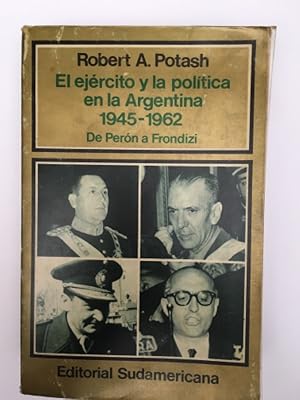 Robert A. Potash
El ejército y la política
en la Argentina
1945-1962
De Perón a Frondizi
Editorial Sudamericana